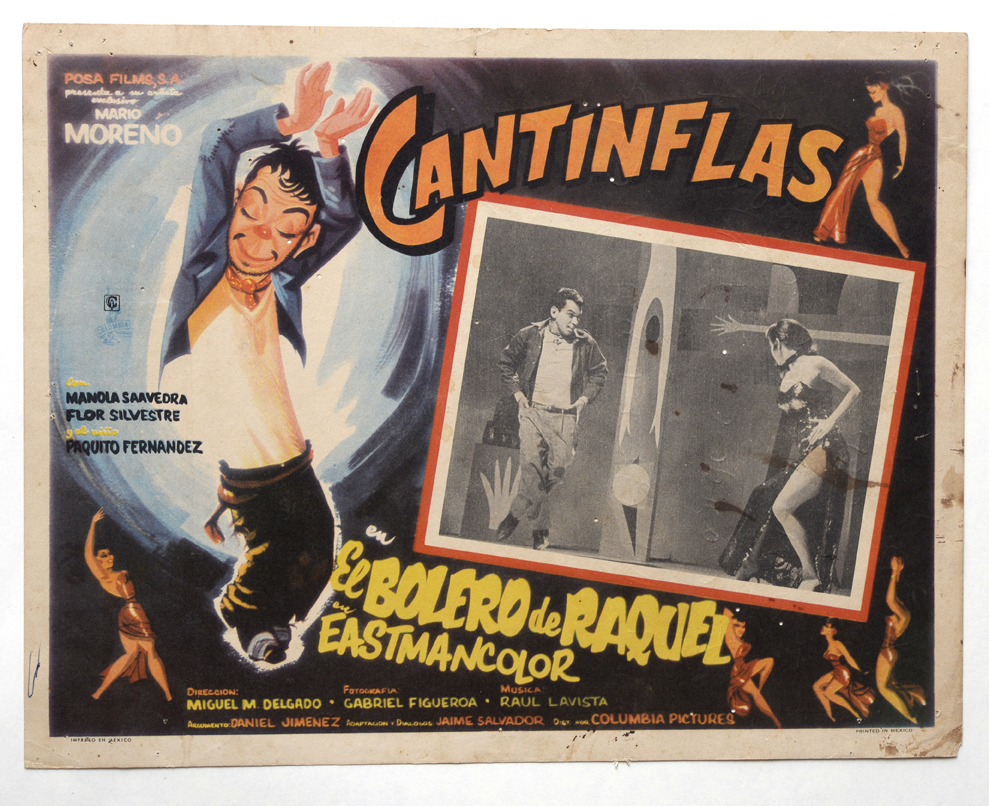 POSA FILMS, S.A.
presenta a su artista
exclusivo
MARIO
MORENO
CANTINFLAS
COLUMBIA
con
MANOLA SAAVEDRA
FLOR SILVESTRE
y el niño
PAQUITO FERNANDEZ
en
El BOLERO de RAQUEL
en
EASTMANCOLOR
DIRECCION: FOTOGRAFIA: MUSICA:
MIGUEL M. DELGADO • GABRIEL FIGUEROA • RAUL LAVISTA
ARGUMENTO: DANIEL JIMENEZ ADAPTACION Y DIALOGOS JAIME SALVADOR DIST. POR COLUMBIA PICTURES
IMPRESO EN MEXICO
PRINTED IN MEXICO